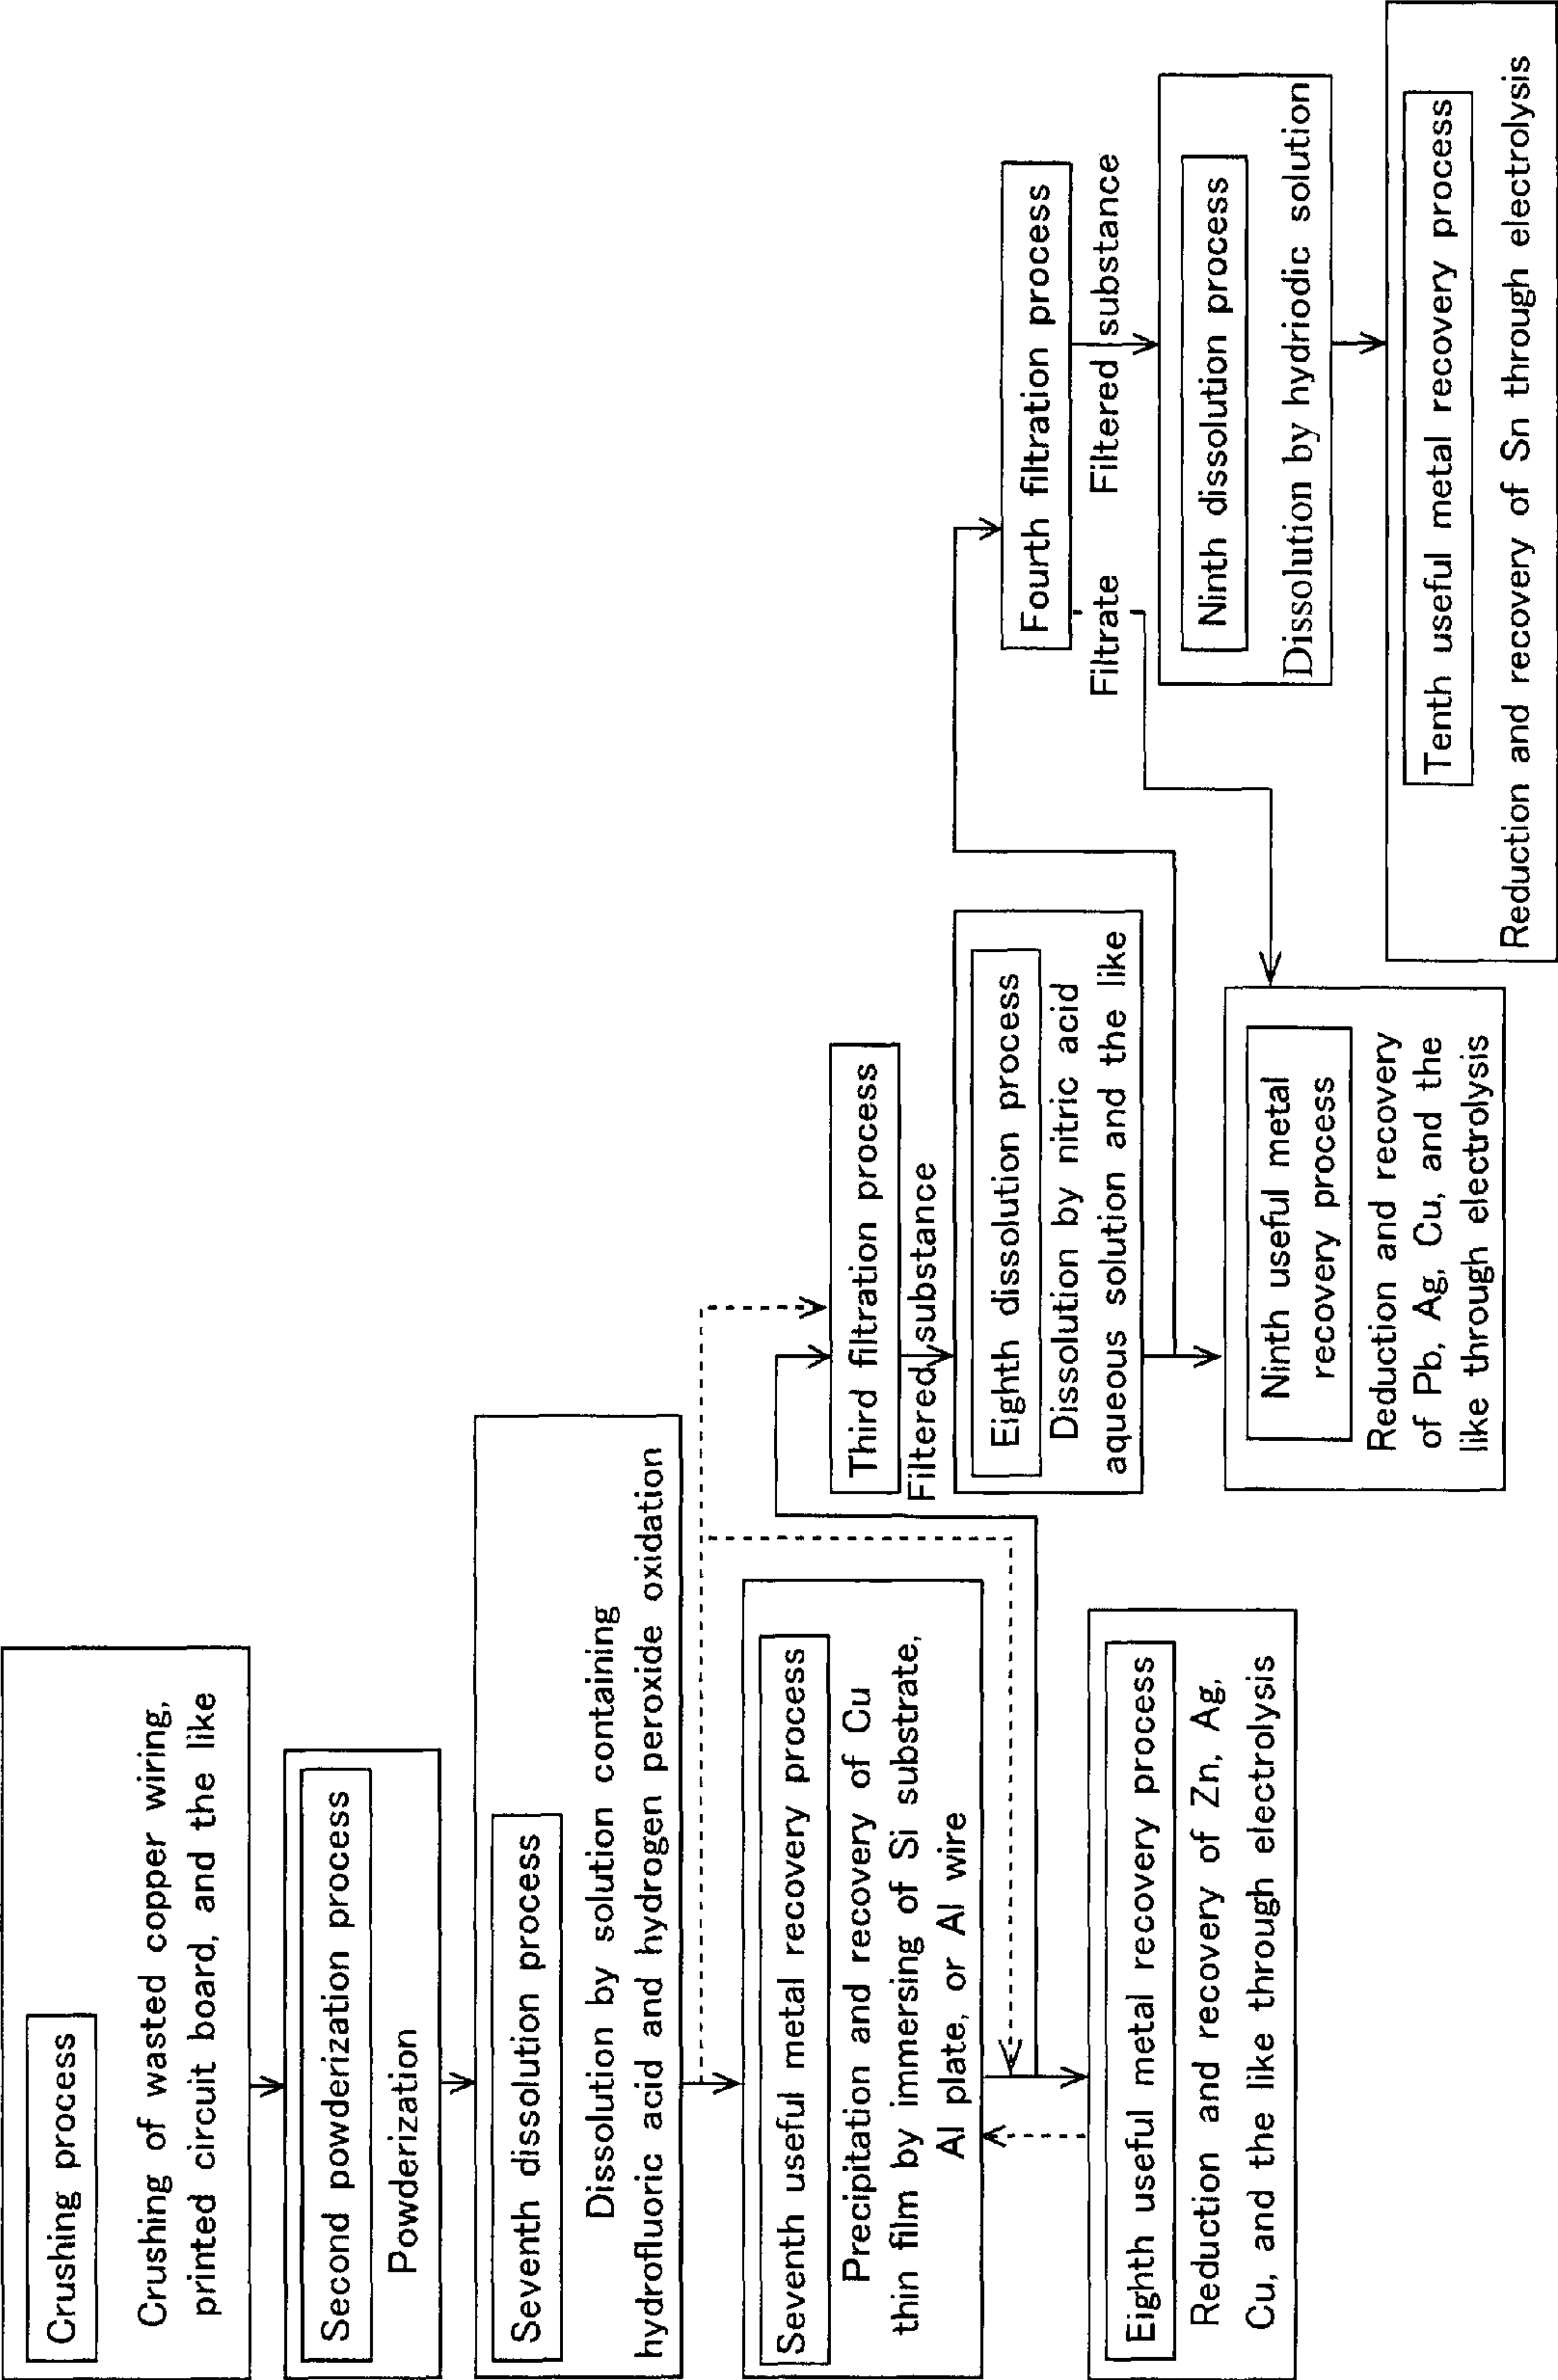 Crushing process
Crushing of wasted copper wiring,
printed circuit board, and the like
Second powderization process
Powderization
Seventh dissolution process
Dissolution by solution containing
hydrofluoric acid and hydrogen peroxide oxidation
Seventh useful metal recovery process
Precipitation and recovery of Cu
thin film by immersing of Si substrate,
Al plate, or Al wire
Eighth useful metal recovery process
Reduction and recovery of Zn, Ag,
Cu, and the like through electrolysis
Third filtration process
Filtered substance
Eighth dissolution process
Dissolution by nitric acid
aqueous solution and the like
Ninth useful metal
recovery process
Reduction and recovery
of Pb, Ag, Cu, and the
like through electrolysis
Fourth filtration process
Filtrate
Filtered substance
Ninth dissolution process
Dissolution by hydriodic solution
Tenth useful metal recovery process
Reduction and recovery of Sn through electrolysis